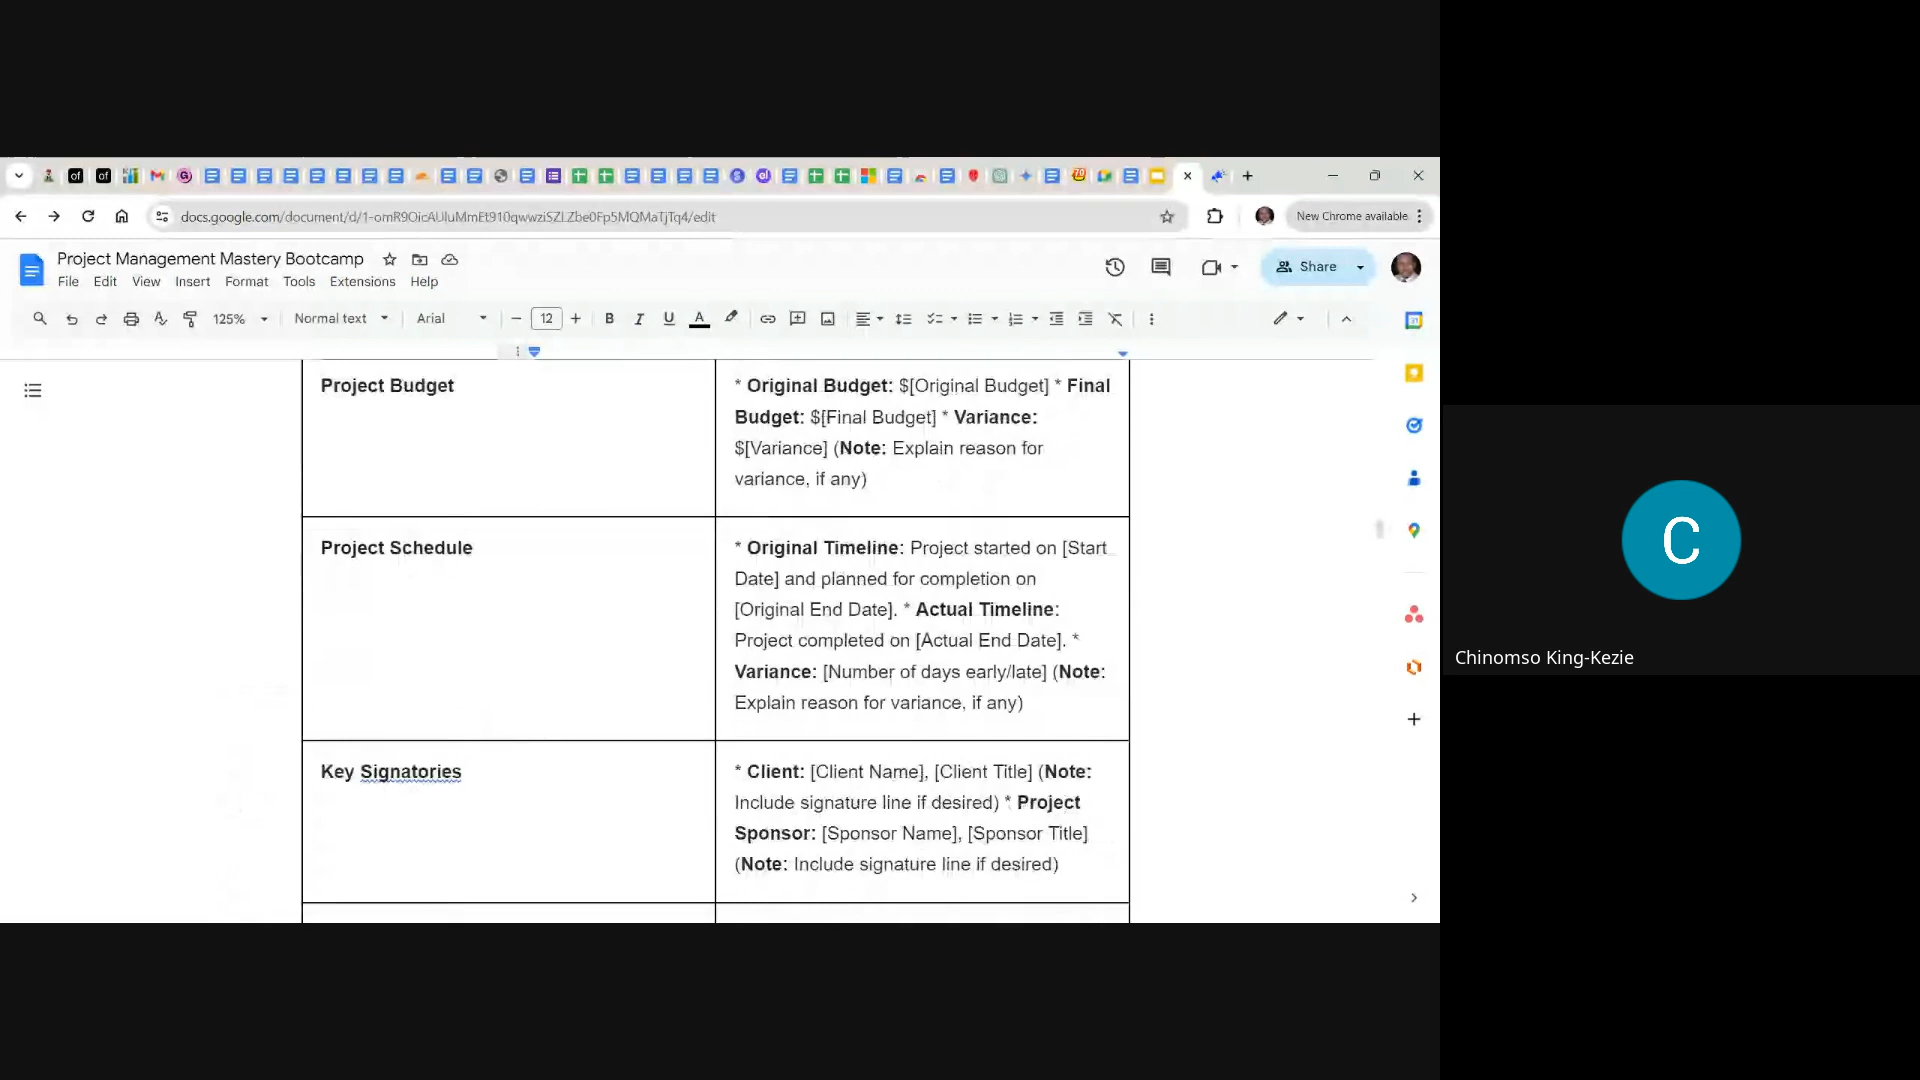 docs.google.com/document/d/1-omR9OicAUluMmEt910qwwziSZLZbe0Fp5MQMaTjTq4/edit
New Chrome available
Project Management Mastery Bootcamp
File Edit View Insert Format Tools Extensions Help
Share
125% Normal text Arial 12
Project Budget
* Original Budget: $[Original Budget] * Final
Budget: $[Final Budget] * Variance:
$[Variance] (Note: Explain reason for
variance, if any)
Project Schedule
* Original Timeline: Project started on [Start
Date] and planned for completion on
[Original End Date]. * Actual Timeline:
Project completed on [Actual End Date]. *
Variance: [Number of days early/late] (Note:
Explain reason for variance, if any)
Key Signatories
* Client: [Client Name], [Client Title] (Note:
Include signature line if desired) * Project
Sponsor: [Sponsor Name], [Sponsor Title]
(Note: Include signature line if desired)
C
Chinomso King-Kezie